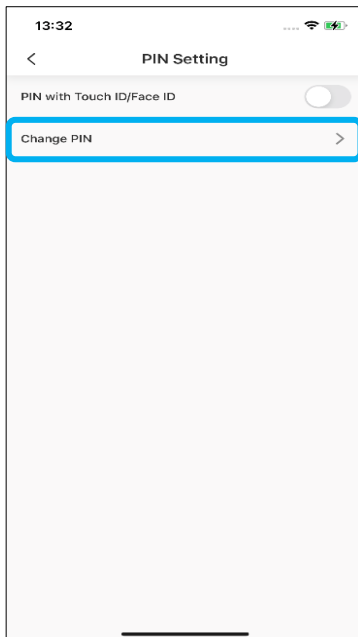 13:32
PIN Setting
PIN with Touch ID/Face ID
Change PIN